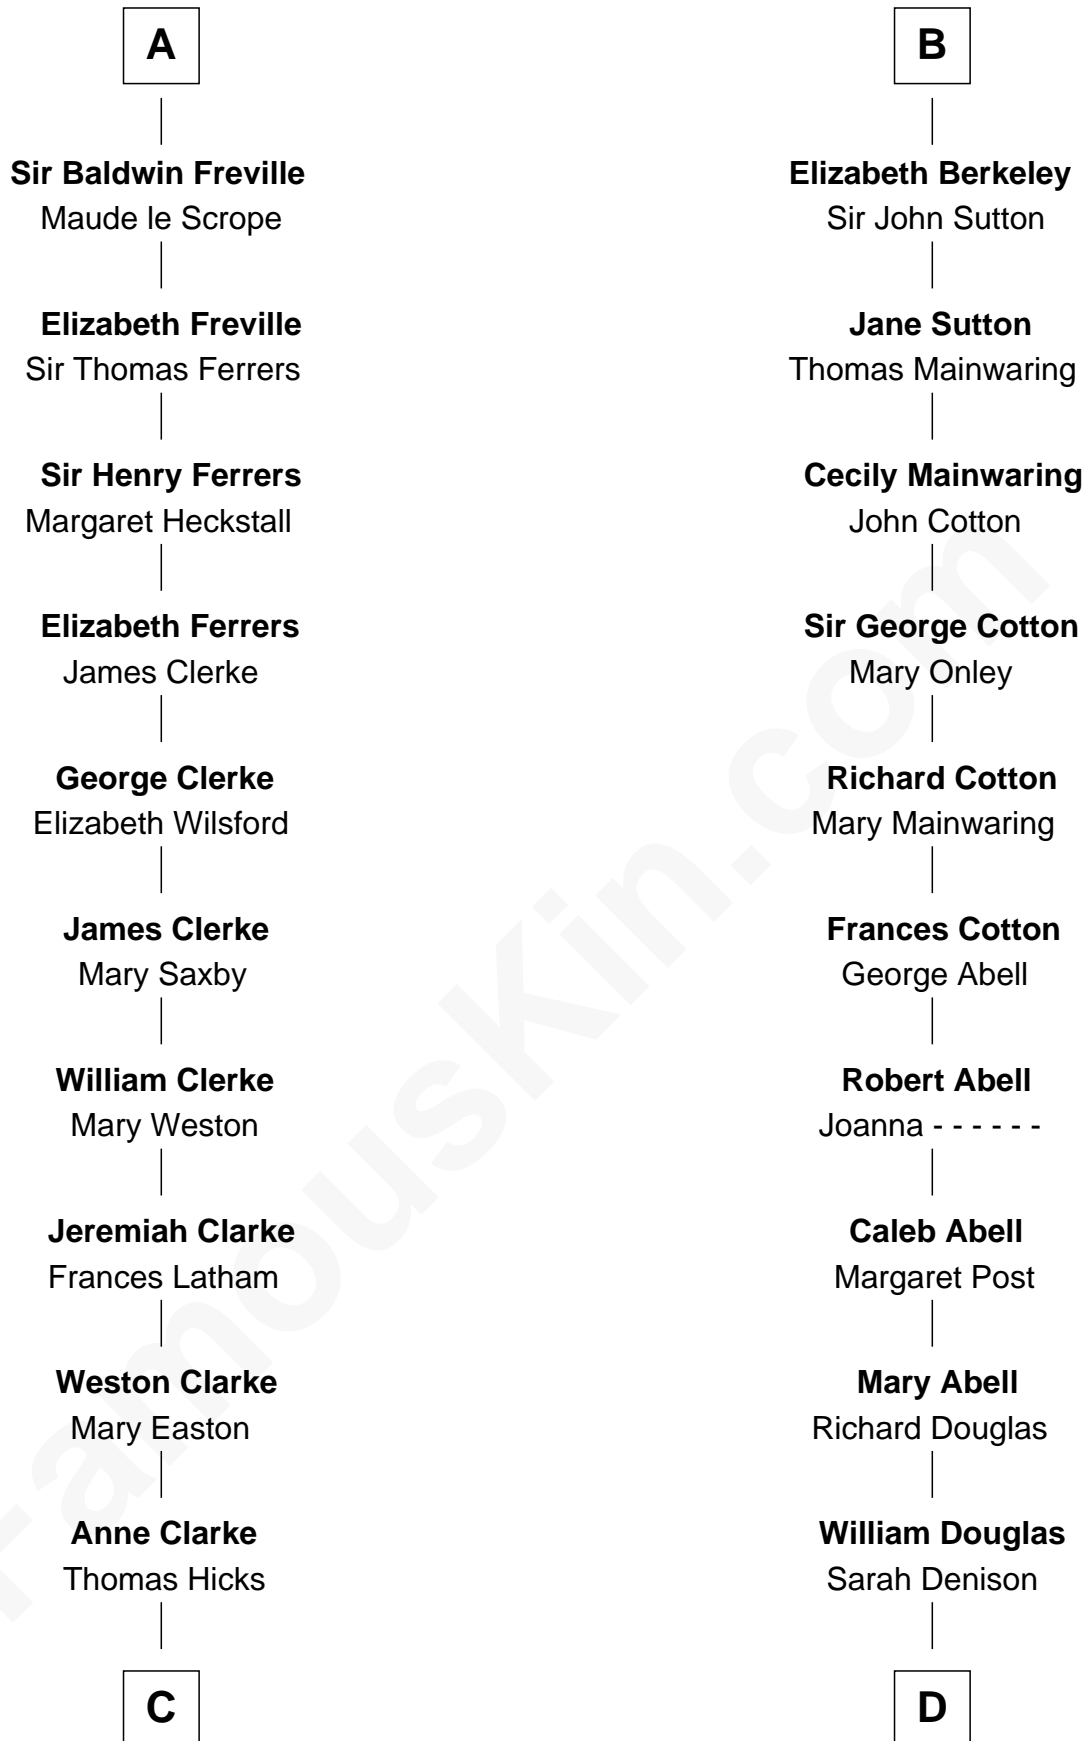 A
Sir Baldwin Freville
Maude le Scrope
Elizabeth Freville
Sir Thomas Ferrers
Sir Henry Ferrers
Margaret Heckstall
Elizabeth Ferrers
James Clerke
George Clerke
Elizabeth Wilsford
James Clerke
Mary Saxby
William Clerke
Mary Weston
Jeremiah Clarke
Frances Latham
Weston Clarke
Mary Easton
Anne Clarke
Thomas Hicks
C
B
Elizabeth Berkeley
Sir John Sutton
Jane Sutton
Thomas Mainwaring
Cecily Mainwaring
John Cotton
Sir George Cotton
Mary Onley
Richard Cotton
Mary Mainwaring
Frances Cotton
George Abell
Robert Abell
Joanna - - - - - -
Caleb Abell
Margaret Post
Mary Abell
Richard Douglas
William Douglas
Sarah Denison
D
FamousKin.com